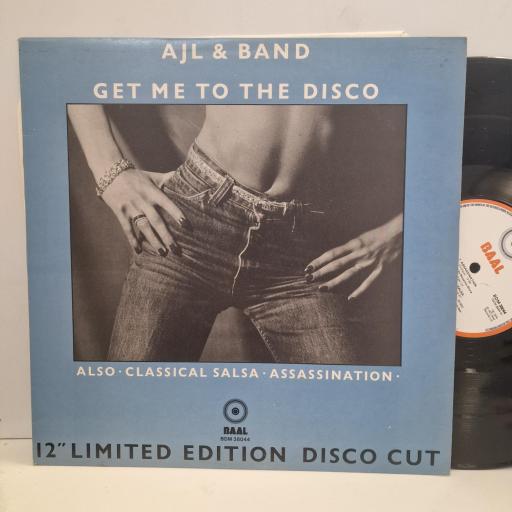 AJL & BAND
GET ME TO THE DISCO
ALSO · CLASSICAL SALSA · ASSASSINATION ·
BAAL
BDM 38044
12" LIMITED EDITION DISCO CUT
BAAL